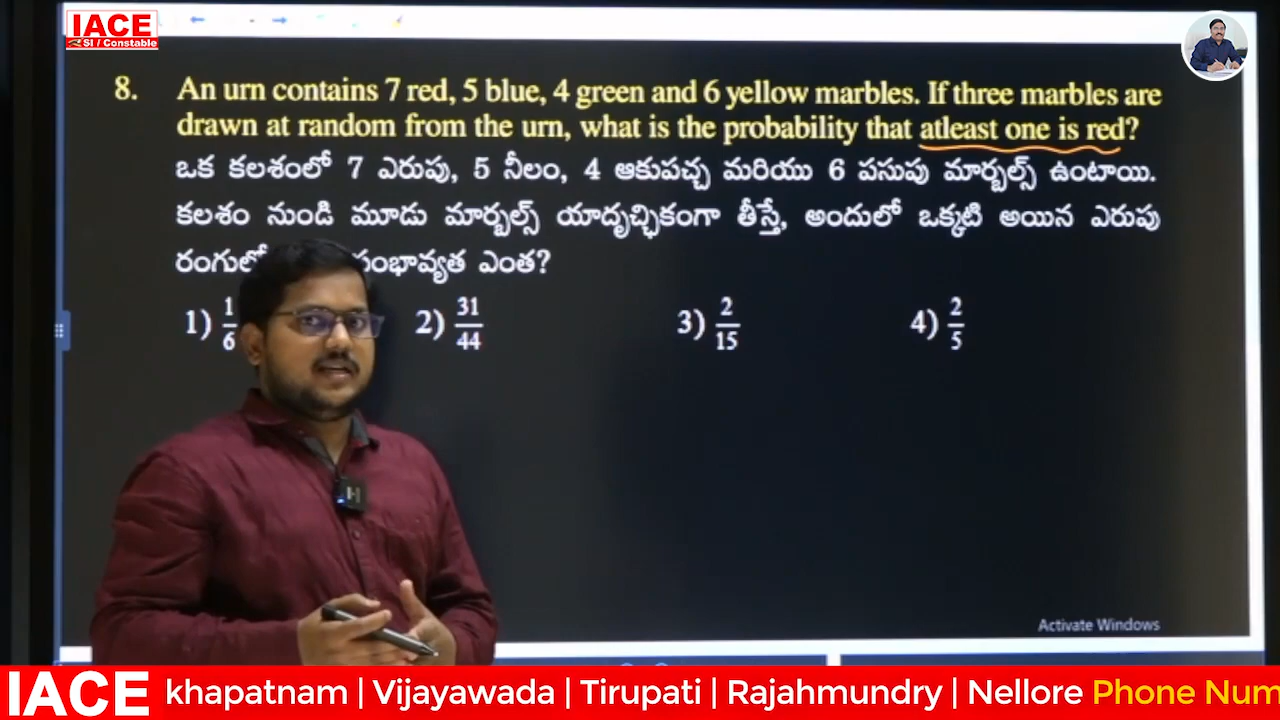 IACE
SI / Constable
8. An urn contains 7 red, 5 blue, 4 green and 6 yellow marbles. If three marbles are
drawn at random from the urn, what is the probability that atleast one is red?
ఒక కలశంలో 7 ఎరుపు, 5 నీలం, 4 ఆకుపచ్చ మరియు 6 పసుపు మార్బల్స్ ఉంటాయి.
కలశం నుండి మూడు మార్బల్స్ యాదృచ్ఛికంగా తీస్తే, అందులో ఒక్కటి అయిన ఎరుపు
ఎంత?
1) 1/6 2) 31/44 3) 2/15 4) 2/5
Activate Windows
IACE khapatnam | Vijayawada | Tirupati | Rajahmundry | Nellore Phone Num